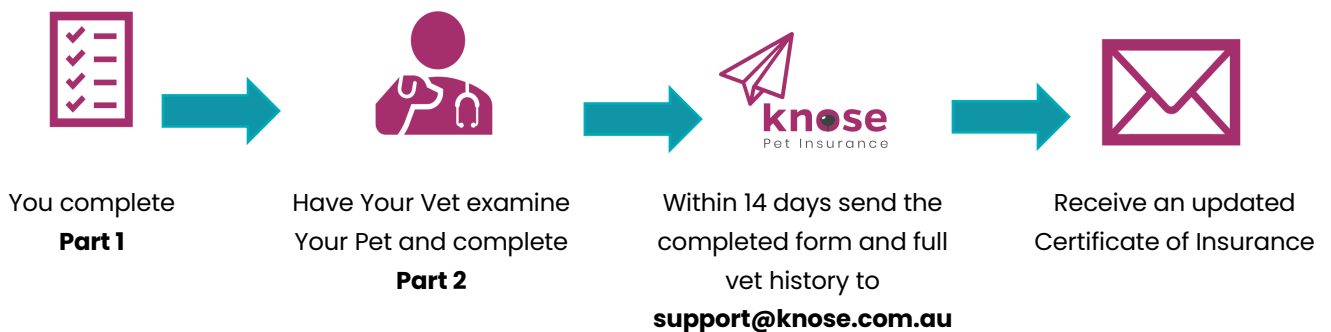 knose
Pet Insurance
You complete
Part 1
Have Your Vet examine
Your Pet and complete
Part 2
Within 14 days send the
completed form and full
vet history to
support@knose.com.au
Receive an updated
Certificate of Insurance